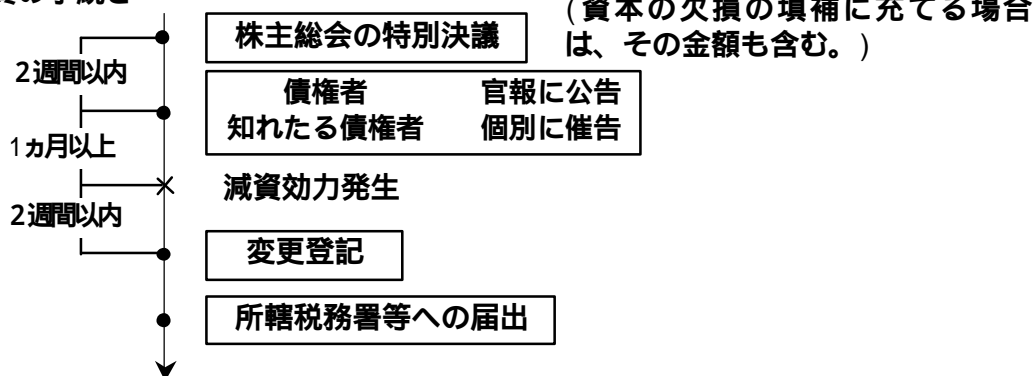 の手続き
株主総会の特別決議
(資本の欠損の填補に充てる場合
は、その金額も含む。)
2週間以内
債権者 官報に公告
知れたる債権者 個別に催告
1ヵ月以上
減資効力発生
2週間以内
変更登記
所轄税務署等への届出